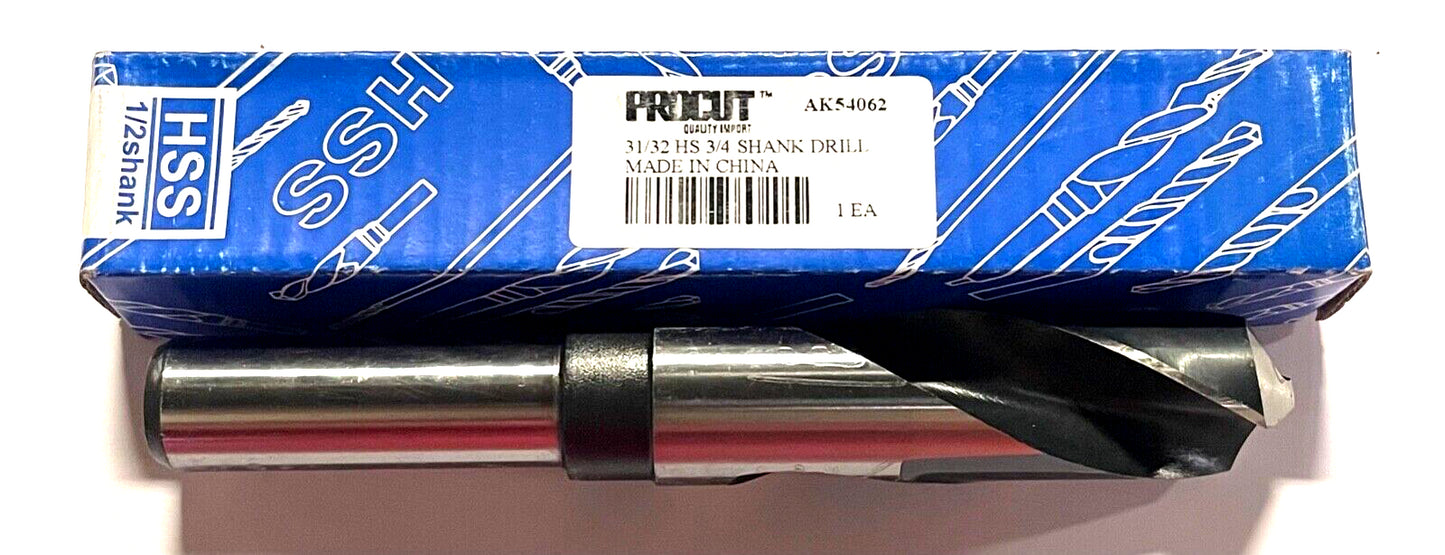 HSS
1/2shank
HSS
PROCUT™ AK54062
QUALITY IMPORT
31/32 HS 3/4 SHANK DRILL
MADE IN CHINA
1 EA